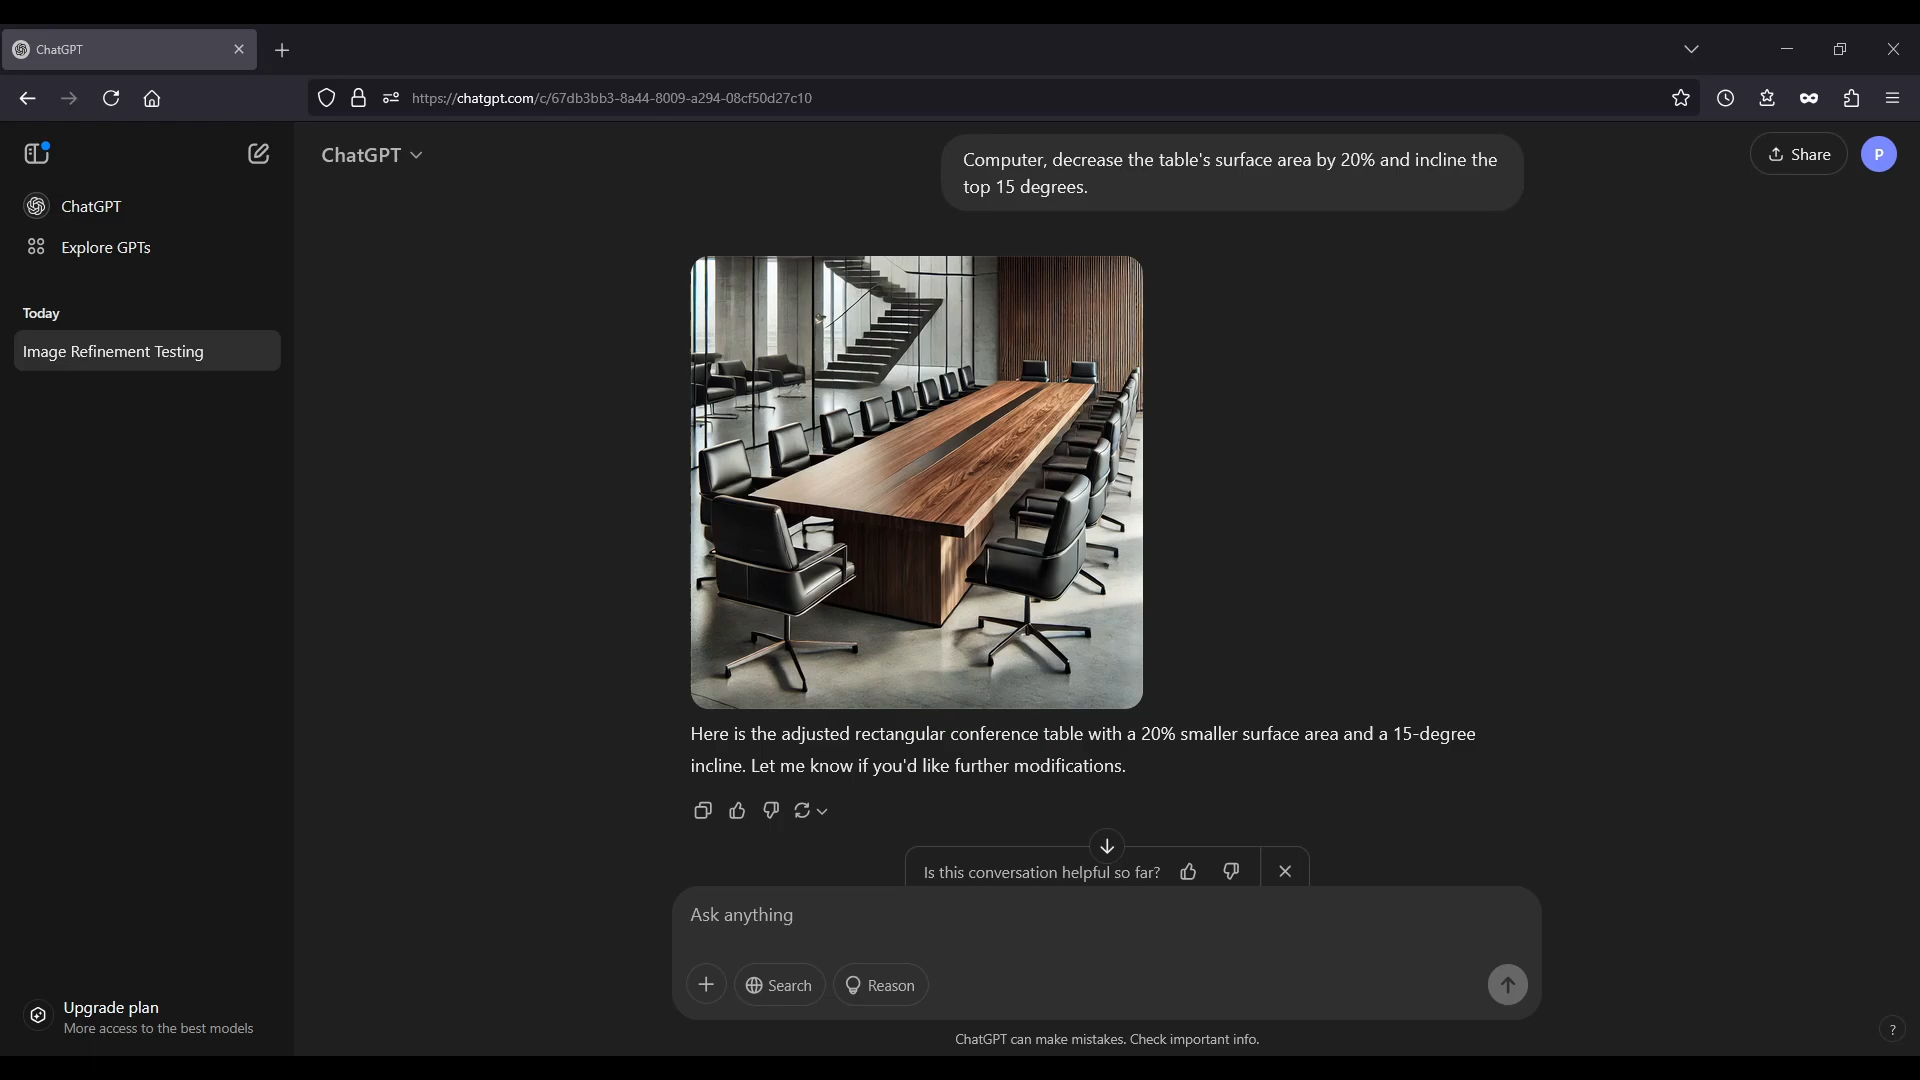 ChatGPT
https://chatgpt.com/c/67db3bb3-8a44-8009-a294-08cf50d27c10
ChatGPT
Explore GPTs
Today
Image Refinement Testing
Upgrade plan
More access to the best models
ChatGPT
Share
P
Computer, decrease the table's surface area by 20% and incline the
top 15 degrees.
Here is the adjusted rectangular conference table with a 20% smaller surface area and a 15-degree
incline. Let me know if you'd like further modifications.
Is this conversation helpful so far?
Ask anything
Search
Reason
ChatGPT can make mistakes. Check important info.
?